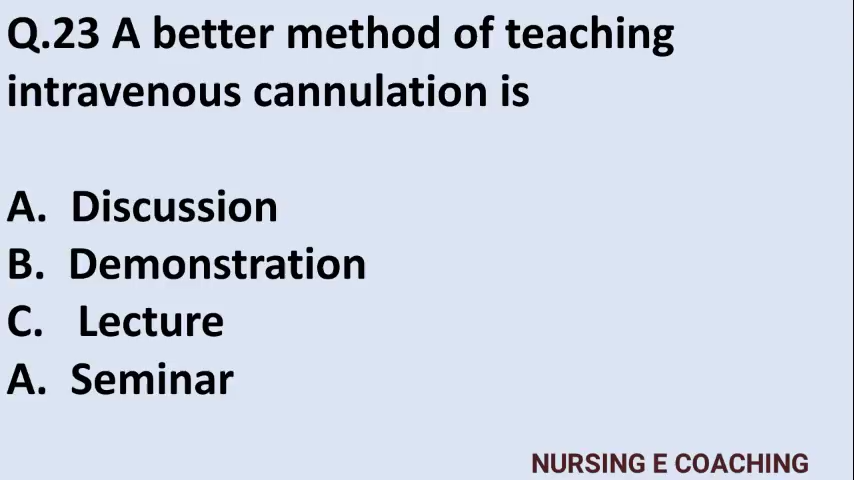 Q.23 A better method of teaching
intravenous cannulation is
A. Discussion
B. Demonstration
C. Lecture
A. Seminar
NURSING E COACHING